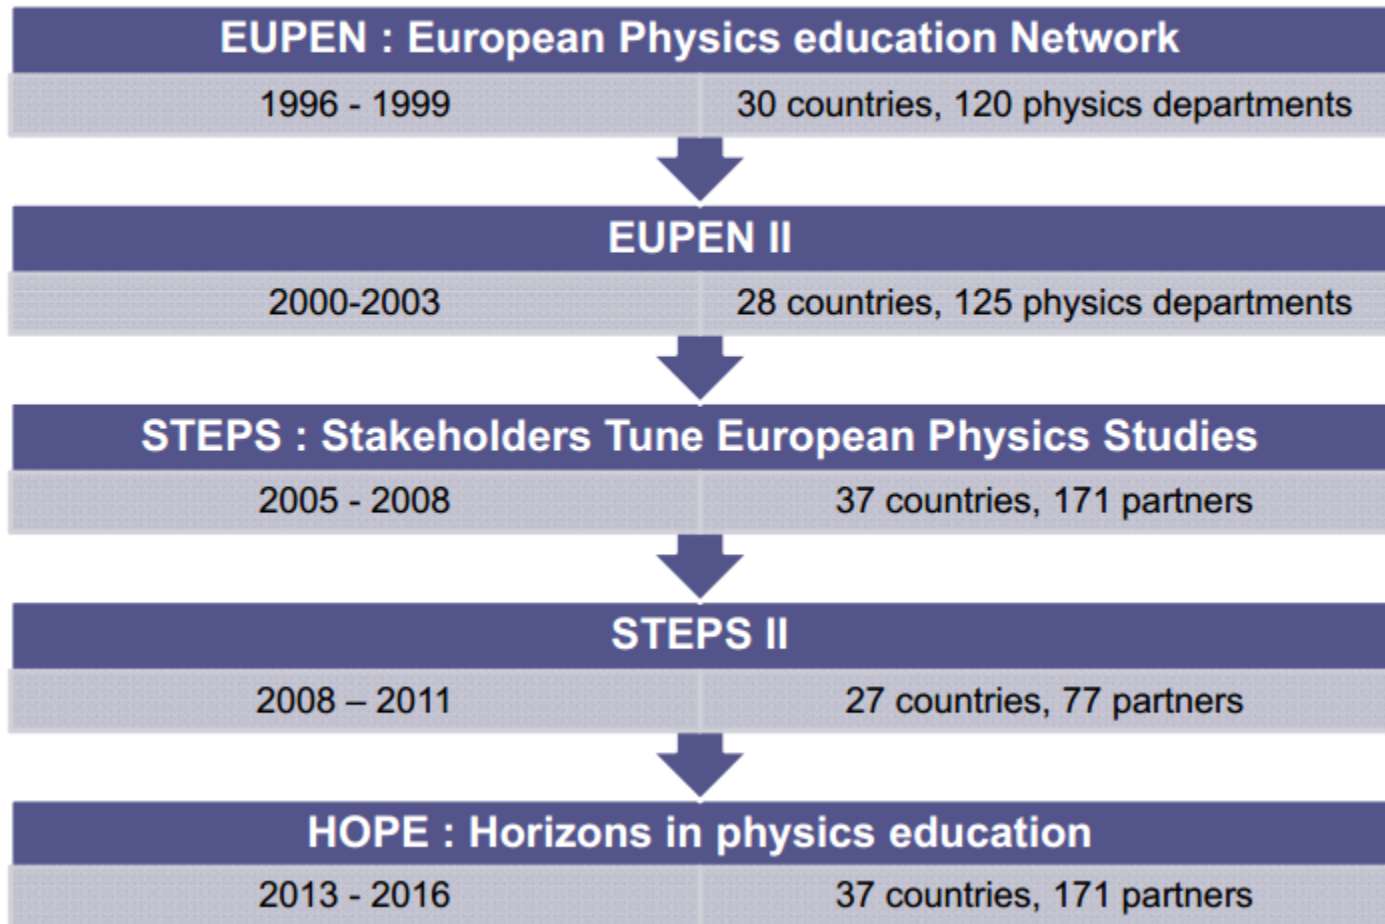 EUPEN : European Physics education Network
1996 - 1999 30 countries, 120 physics departments
EUPEN II
2000-2003 28 countries, 125 physics departments
STEPS : Stakeholders Tune European Physics Studies
2005 - 2008 37 countries, 171 partners
STEPS II
2008 – 2011 27 countries, 77 partners
HOPE : Horizons in physics education
2013 - 2016 37 countries, 171 partners